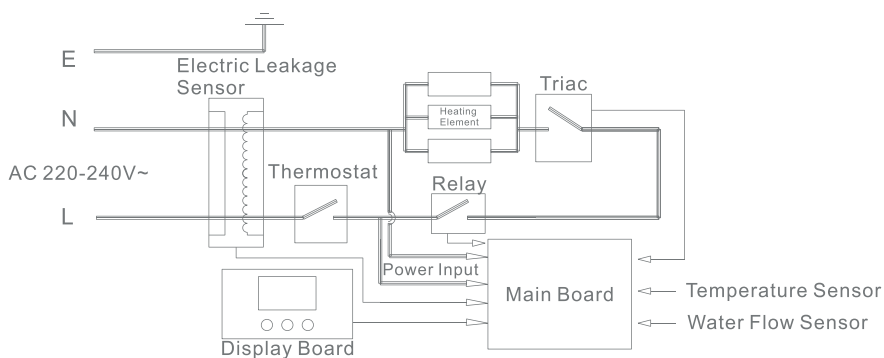 E
Electric Leakage
Sensor
Triac
N
Heating
Element
AC 220-240V~
Thermostat
Relay
L
Power Input
Main Board
Temperature Sensor
Water Flow Sensor
Display Board